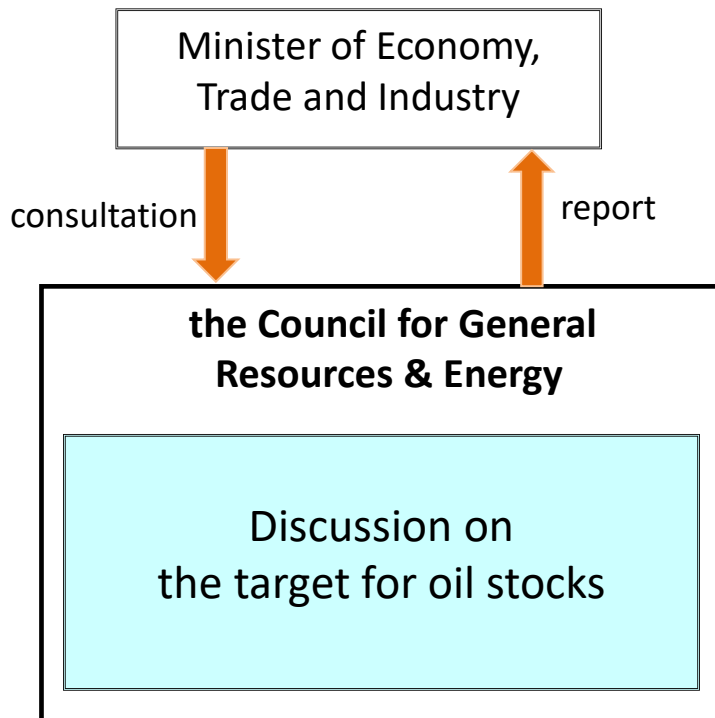 Minister of Economy,
Trade and Industry
consultation
report
the Council for General
Resources & Energy
Discussion on
the target for oil stocks